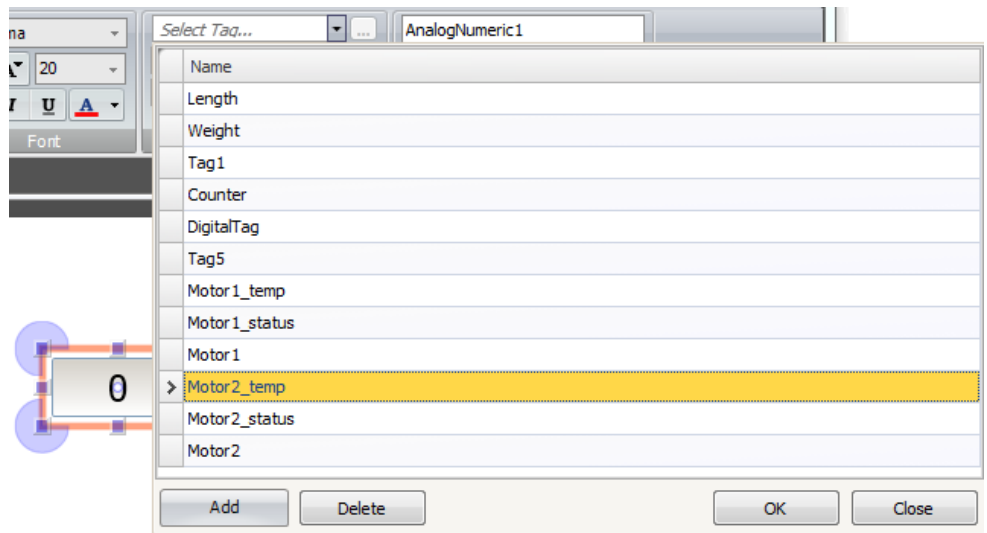 ma
Select Tag...
...
AnalogNumeric1
A
20
I
U
A
Font
Name
Length
Weight
Tag1
Counter
DigitalTag
Tag5
Motor1_temp
Motor1_status
Motor1
0
Motor2_temp
Motor2_status
Motor2
Add
Delete
OK
Close